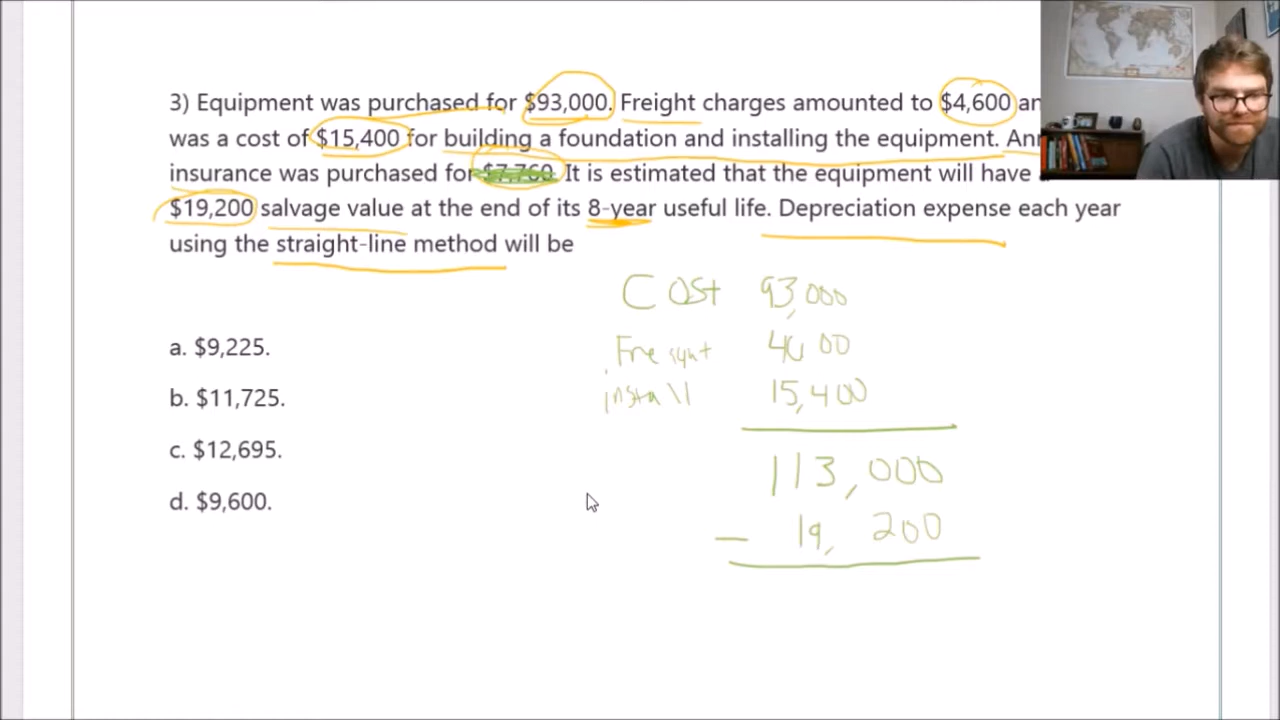 3) Equipment was purchased for $93,000. Freight charges amounted to $4,600 an
was a cost of $15,400 for building a foundation and installing the equipment. Ann
insurance was purchased for $7,760. It is estimated that the equipment will have a
$19,200 salvage value at the end of its 8-year useful life. Depreciation expense each year
using the straight-line method will be
Cost 93,000
Freight 4600
install 15,400
113,000
- 19,200
a. $9,225.
b. $11,725.
c. $12,695.
d. $9,600.